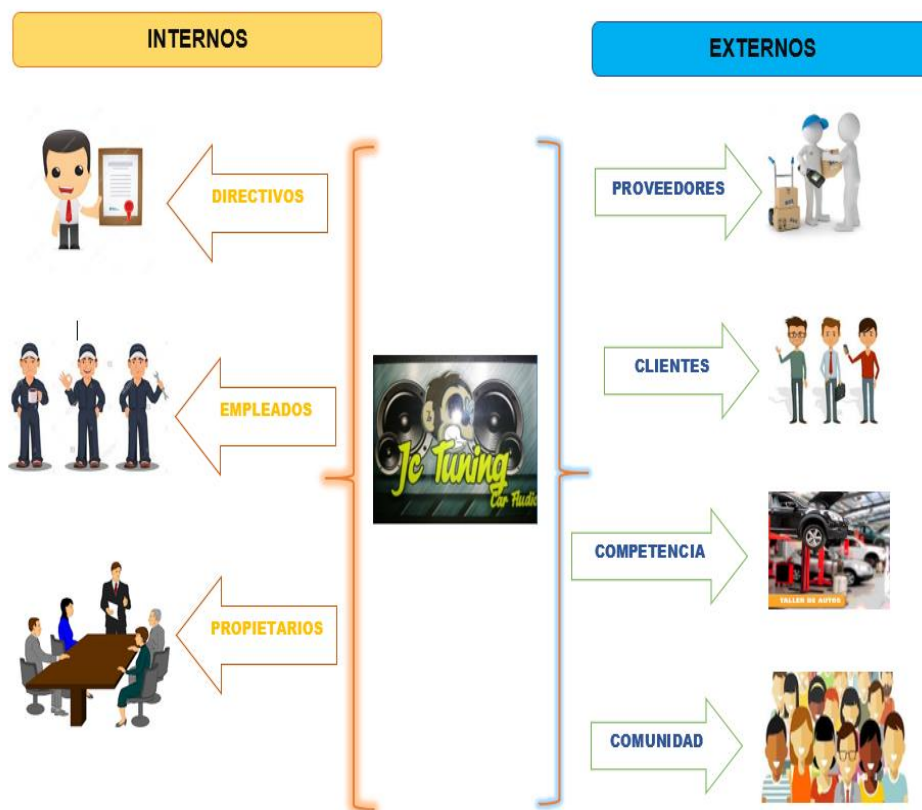 INTERNOS
EXTERNOS
DIRECTIVOS
PROVEEDORES
EMPLEADOS
CLIENTES
Jc Tuning
Car Audio
COMPETENCIA
TALLER DE AUTOS
PROPIETARIOS
COMUNIDAD